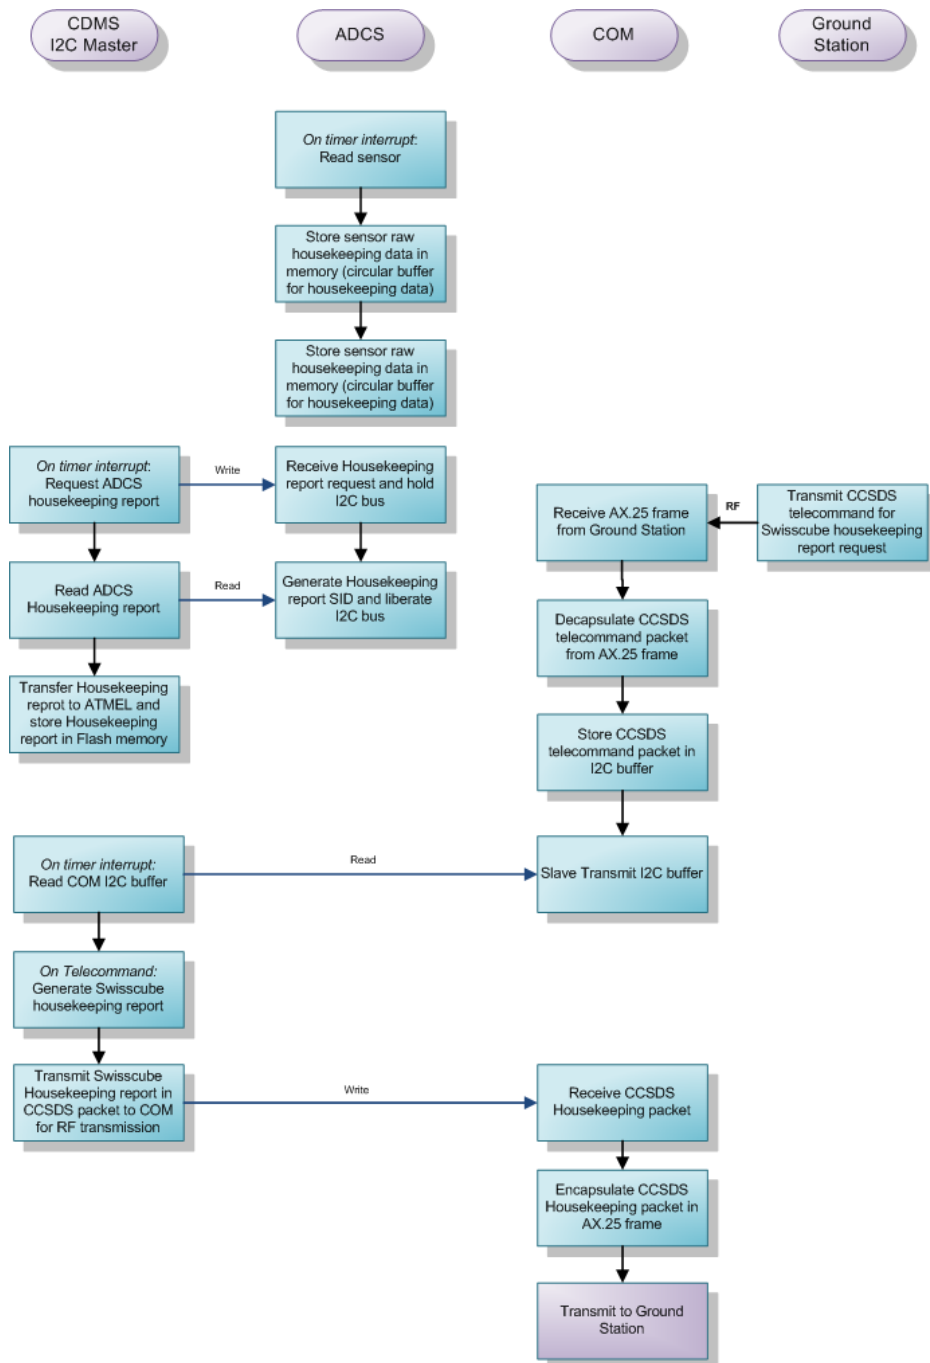 CDMS
I2C Master
ADCS
COM
Ground
Station
On timer interrupt:
Read sensor
Store sensor raw
housekeeping data in
memory (circular buffer
for housekeeping data)
Store sensor raw
housekeeping data in
memory (circular buffer
for housekeeping data)
On timer interrupt:
Request ADCS
housekeeping report
Write
Receive Housekeeping
report request and hold
I2C bus
Receive AX.25 frame
from Ground Station
RF
Transmit CCSDS
telecommand for
Swisscube housekeeping
report request
Read ADCS
Housekeeping report
Read
Generate Housekeeping
report SID and liberate
I2C bus
Decapsulate CCSDS
telecommand packet
from AX.25 frame
Transfer Housekeeping
reprot to ATMEL and
store Housekeeping
report in Flash memory
Store CCSDS
telecommand packet in
I2C buffer
On timer interrupt:
Read COM I2C buffer
Read
Slave Transmit I2C buffer
On Telecommand:
Generate Swisscube
housekeeping report
Transmit Swisscube
Housekeeping report in
CCSDS packet to COM
for RF transmission
Write
Receive CCSDS
Housekeeping packet
Encapsulate CCSDS
Housekeeping packet in
AX.25 frame
Transmit to Ground
Station